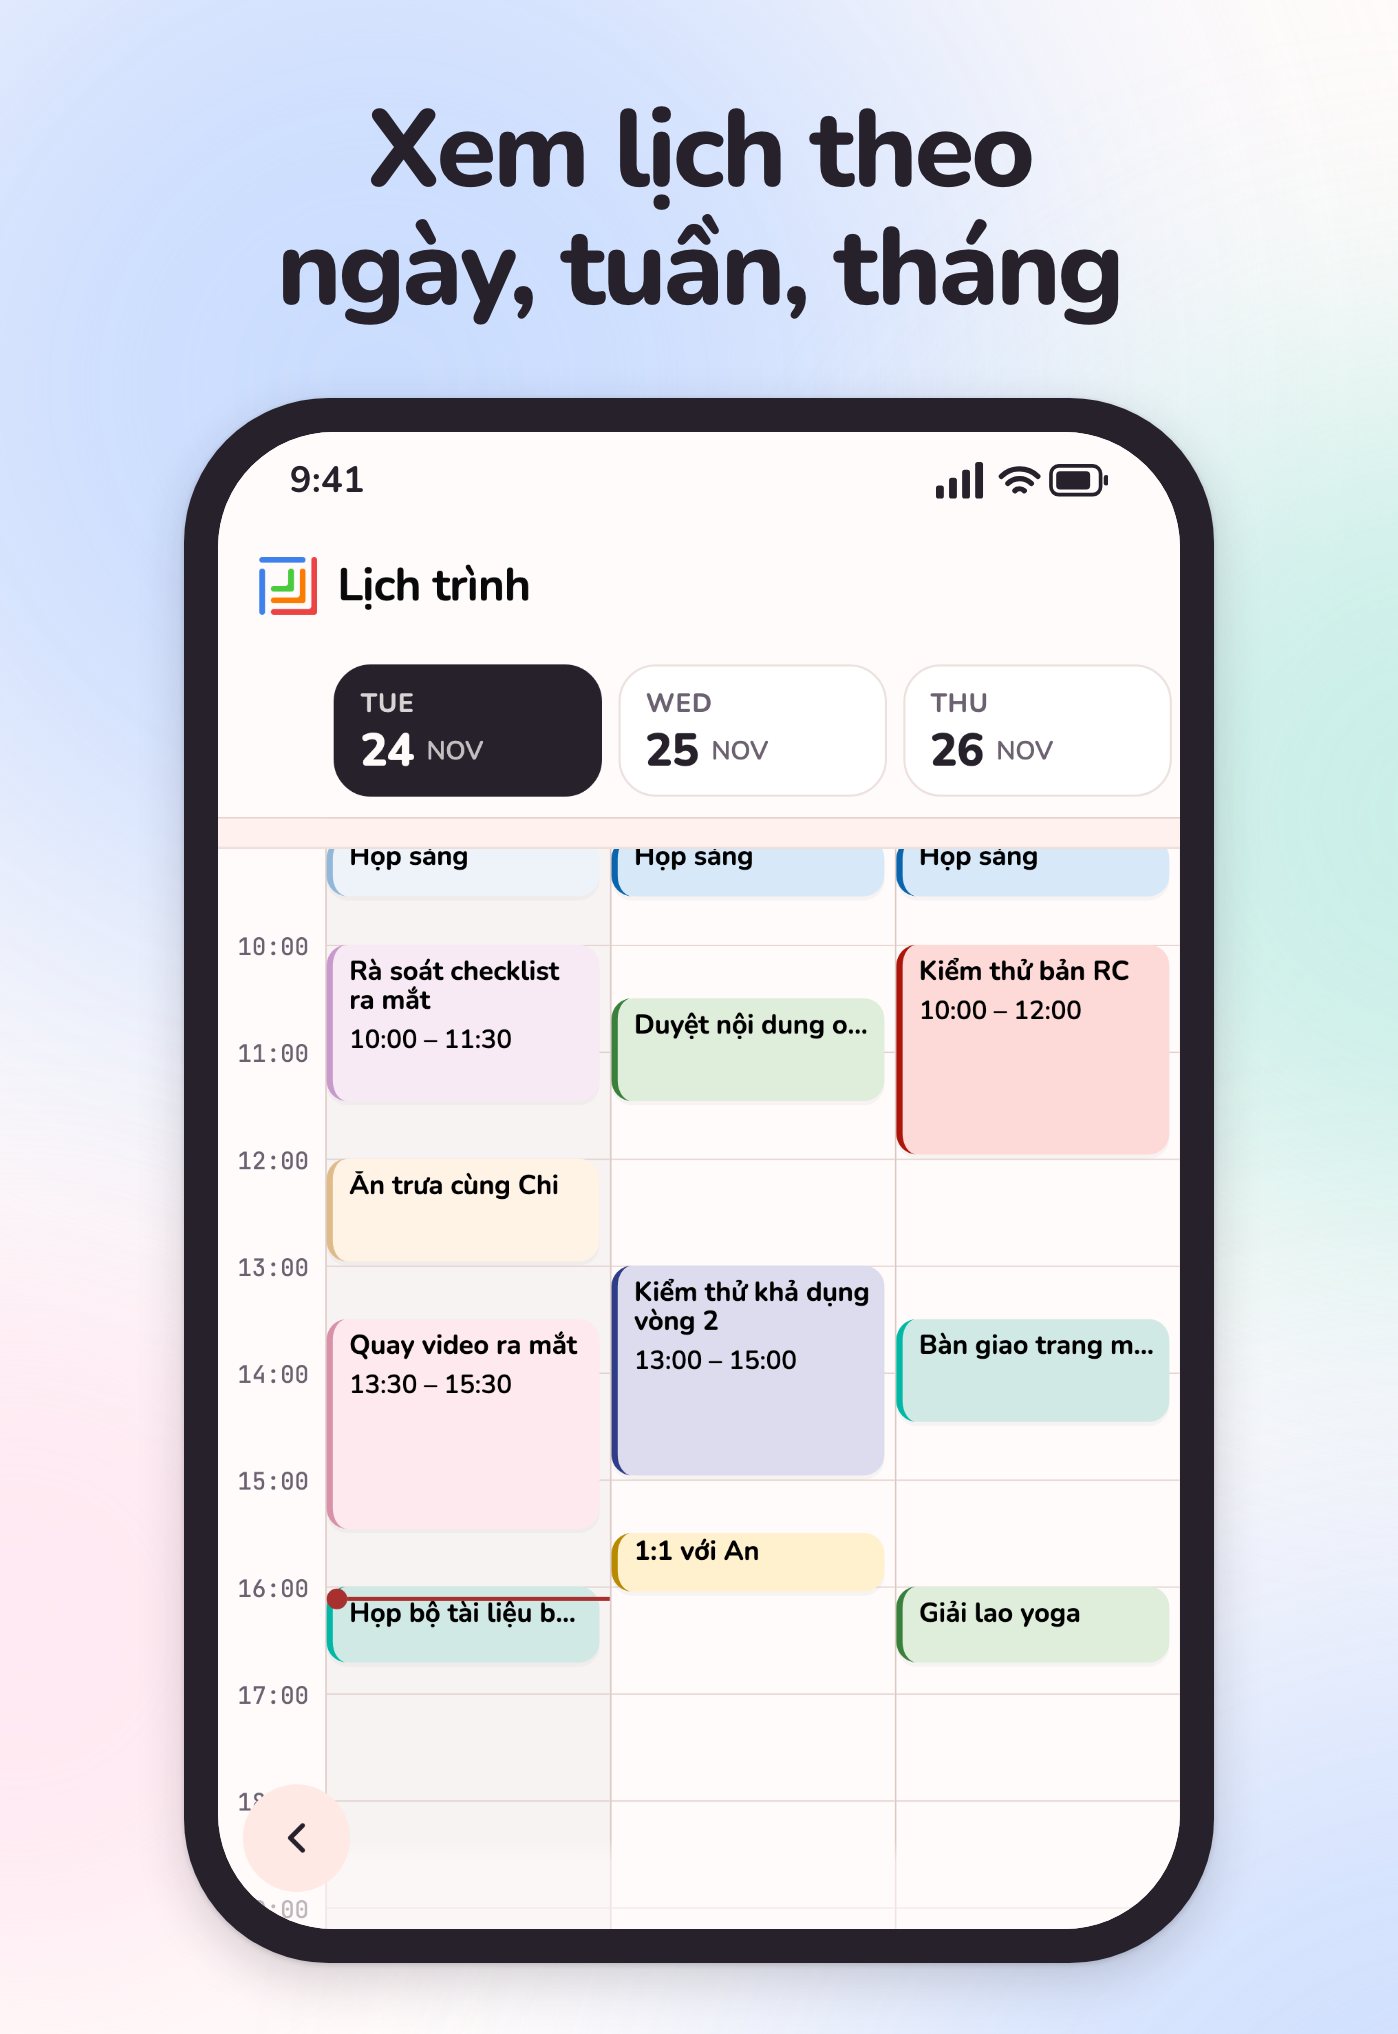 Xem lịch theo
ngày, tuần, tháng
9:41
Lịch trình
TUE
24 NOV
WED
25 NOV
THU
26 NOV
Họp sáng
Họp sáng
Họp sáng
10:00
Rà soát checklist
ra mắt
10:00 – 11:30
Kiểm thử bản RC
10:00 – 12:00
Duyệt nội dung o...
11:00
12:00
Ăn trưa cùng Chi
13:00
Kiểm thử khả dụng
vòng 2
13:00 – 15:00
Quay video ra mắt
13:30 – 15:30
Bàn giao trang m...
14:00
15:00
1:1 với An
16:00
Họp bộ tài liệu b...
Giải lao yoga
17:00